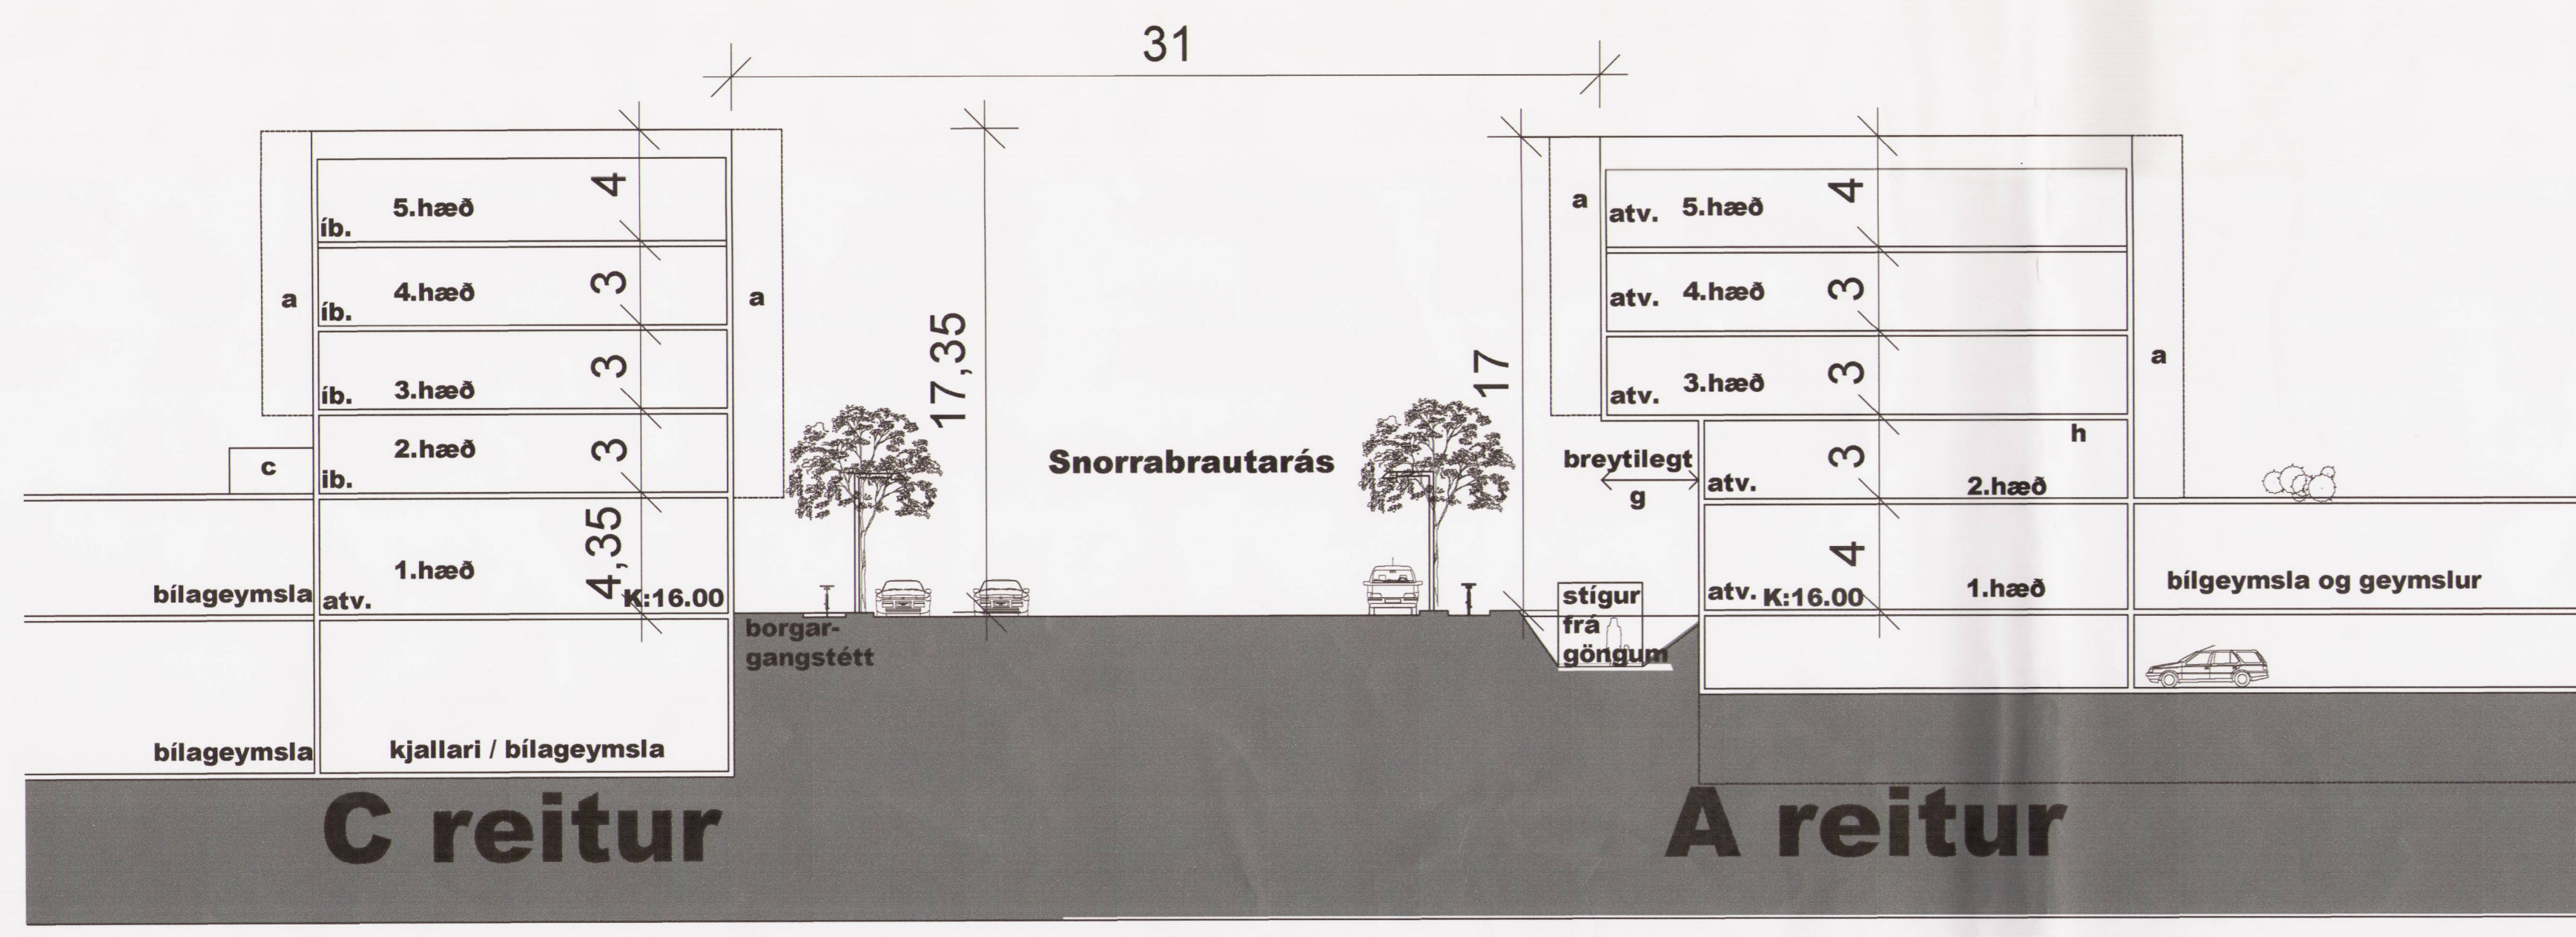 31
4
5.hæð
íb.
3
4.hæð
íb.
a
a
3
3.hæð
íb.
3
2.hæð
íb.
c
4,35
1.hæð
bílageymsla
atv.
K:16.00
bílageymsla
kjallari / bílageymsla
C reitur
17,35
Snorrabrautarás
borgar-
gangstétt
17
a
atv. 5.hæð
4
atv. 4.hæð
3
atv. 3.hæð
3
a
h
breytilegt
g
atv.
3
2.hæð
4
atv. K:16.00
1.hæð
bílgeymsla og geymslur
stígur
frá
göngum
A reitur